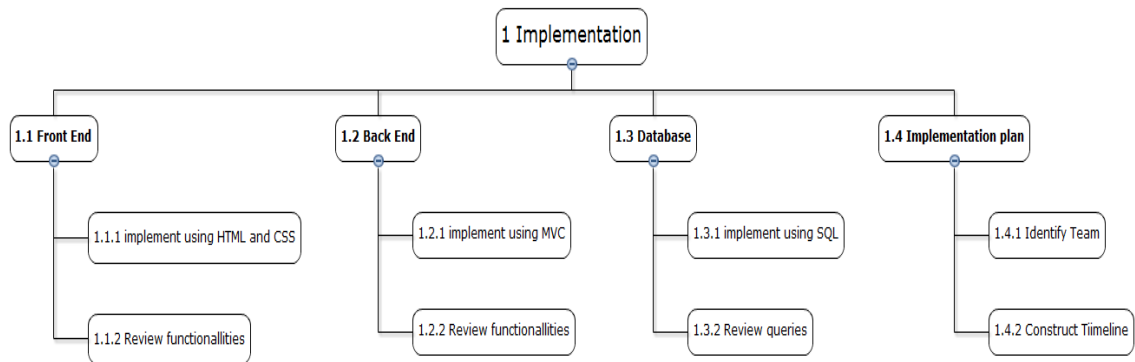 1 Implementation
1.1 Front End
1.2 Back End
1.3 Database
1.4 Implementation plan
1.1.1 implement using HTML and CSS
1.2.1 implement using MVC
1.3.1 implement using SQL
1.4.1 Identify Team
1.1.2 Review functionallities
1.2.2 Review functionallities
1.3.2 Review queries
1.4.2 Construct Tiimeline